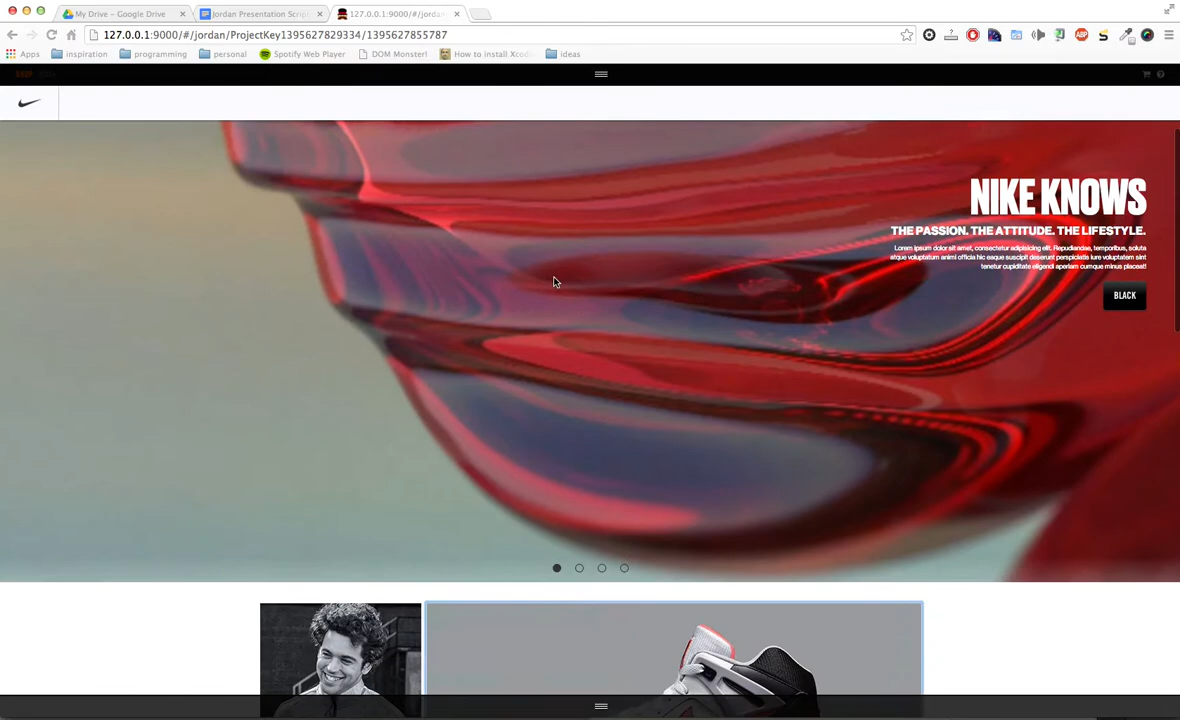 My Drive – Google Drive
Jordan Presentation Scrip
127.0.0.1:9000/#/jordan
127.0.0.1:9000/#/jordan/ProjectKey1395627829334/1395627855787
Apps inspiration programming personal Spotify Web Player DOM Monster! How to install Xcod ideas
NIKE KNOWS
THE PASSION. THE ATTITUDE. THE LIFESTYLE.
Lorem ipsum dolor sit amet, consectetur adipisicing elit. Repudiandae, temporibus, soluta
atque voluptatum animi officia hic eaque suscipit deserunt perspiciatis iure voluptatem sint
tenetur cupiditate eligendi aperiam cumque minus placeat!
BLACK